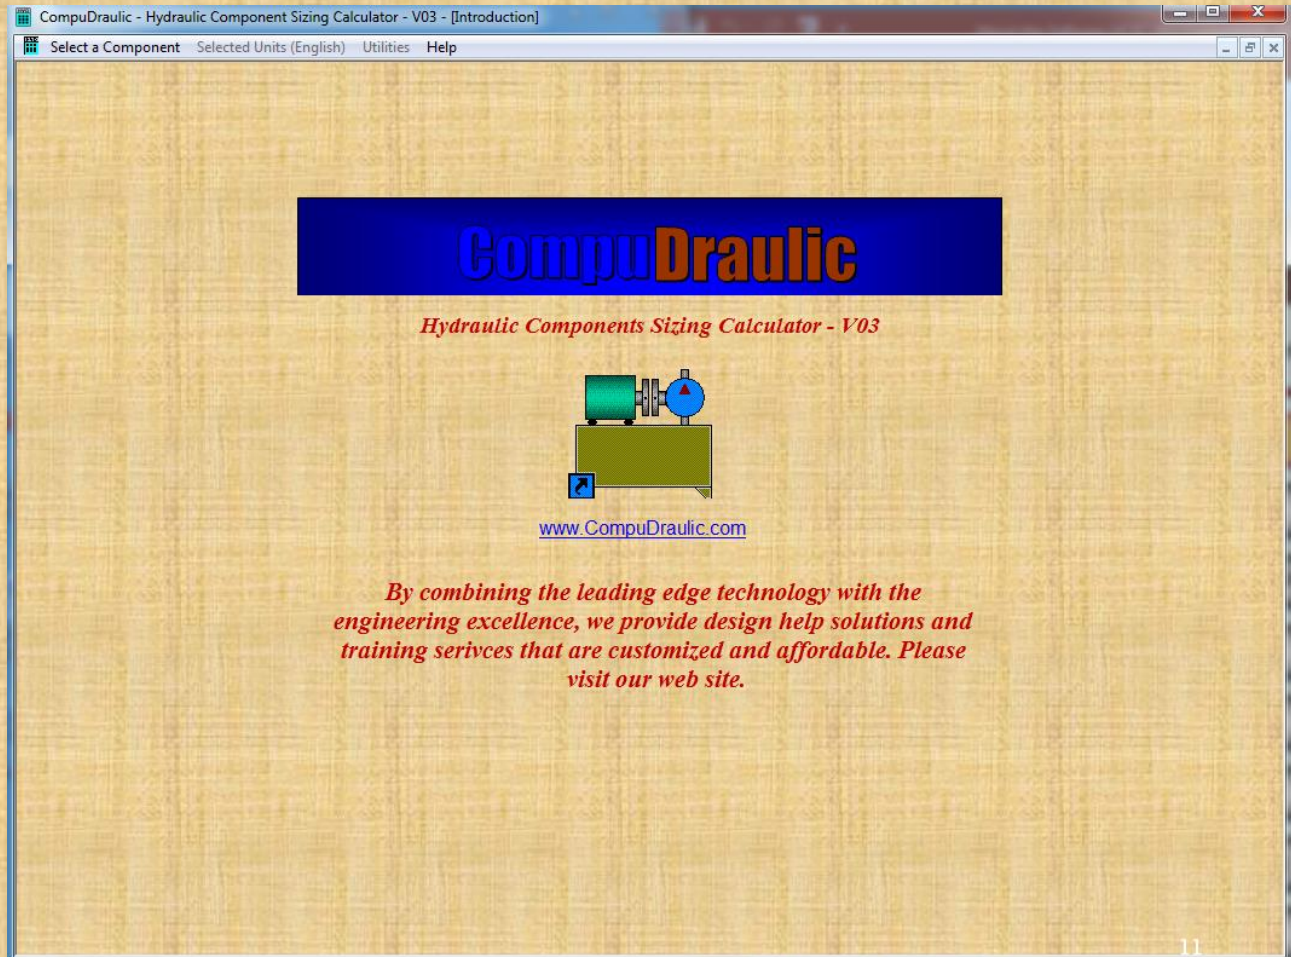 CompuDraulic - Hydraulic Component Sizing Calculator - V03 - [Introduction]
Select a Component Selected Units (English) Utilities Help
CompuDraulic
Hydraulic Components Sizing Calculator - V03
www.CompuDraulic.com
By combining the leading edge technology with the
engineering excellence, we provide design help solutions and
training serivces that are customized and affordable. Please
visit our web site.
11